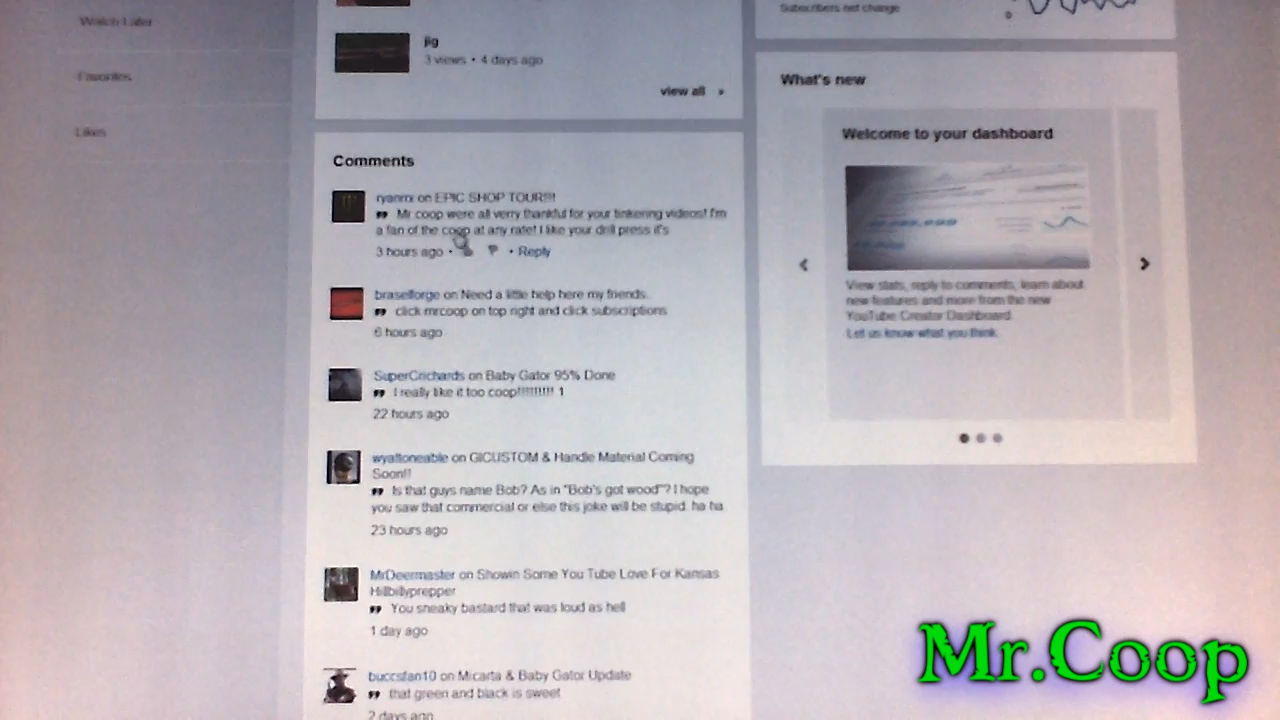 Watch Later
Favorites
Likes
jig
3 views • 4 days ago
view all
Comments
ryanrrx on EPIC SHOP TOUR!!!!
Mr coop were all verry thankful for your tinkering videos! I'm
a fan of the coop at any rate! I like your drill press it's
3 hours ago • • Reply
braselforge on Need a little help here my friends.
click mrcoop on top right and click subscriptions
6 hours ago
SuperCrichards on Baby Gator 95% Done
I really like it too coop!!!!!!!!!! 1
22 hours ago
wyattoneable on GICUSTOM & Handle Material Coming
Soon!!
Is that guys name Bob? As in "Bob's got wood"? I hope
you saw that commercial or else this joke will be stupid. ha ha.
23 hours ago
MrDeermaster on Showin Some You Tube Love For Kansas
Hillbillyprepper
You sneaky bastard that was loud as hell
1 day ago
buccsfan10 on Micarta & Baby Gator Update
that green and black is sweet
2 days ago
Subscribers net change
0
What's new
Welcome to your dashboard
View stats, reply to comments, learn about
new features and more from the new
YouTube Creator Dashboard.
Let us know what you think.
Mr.Coop